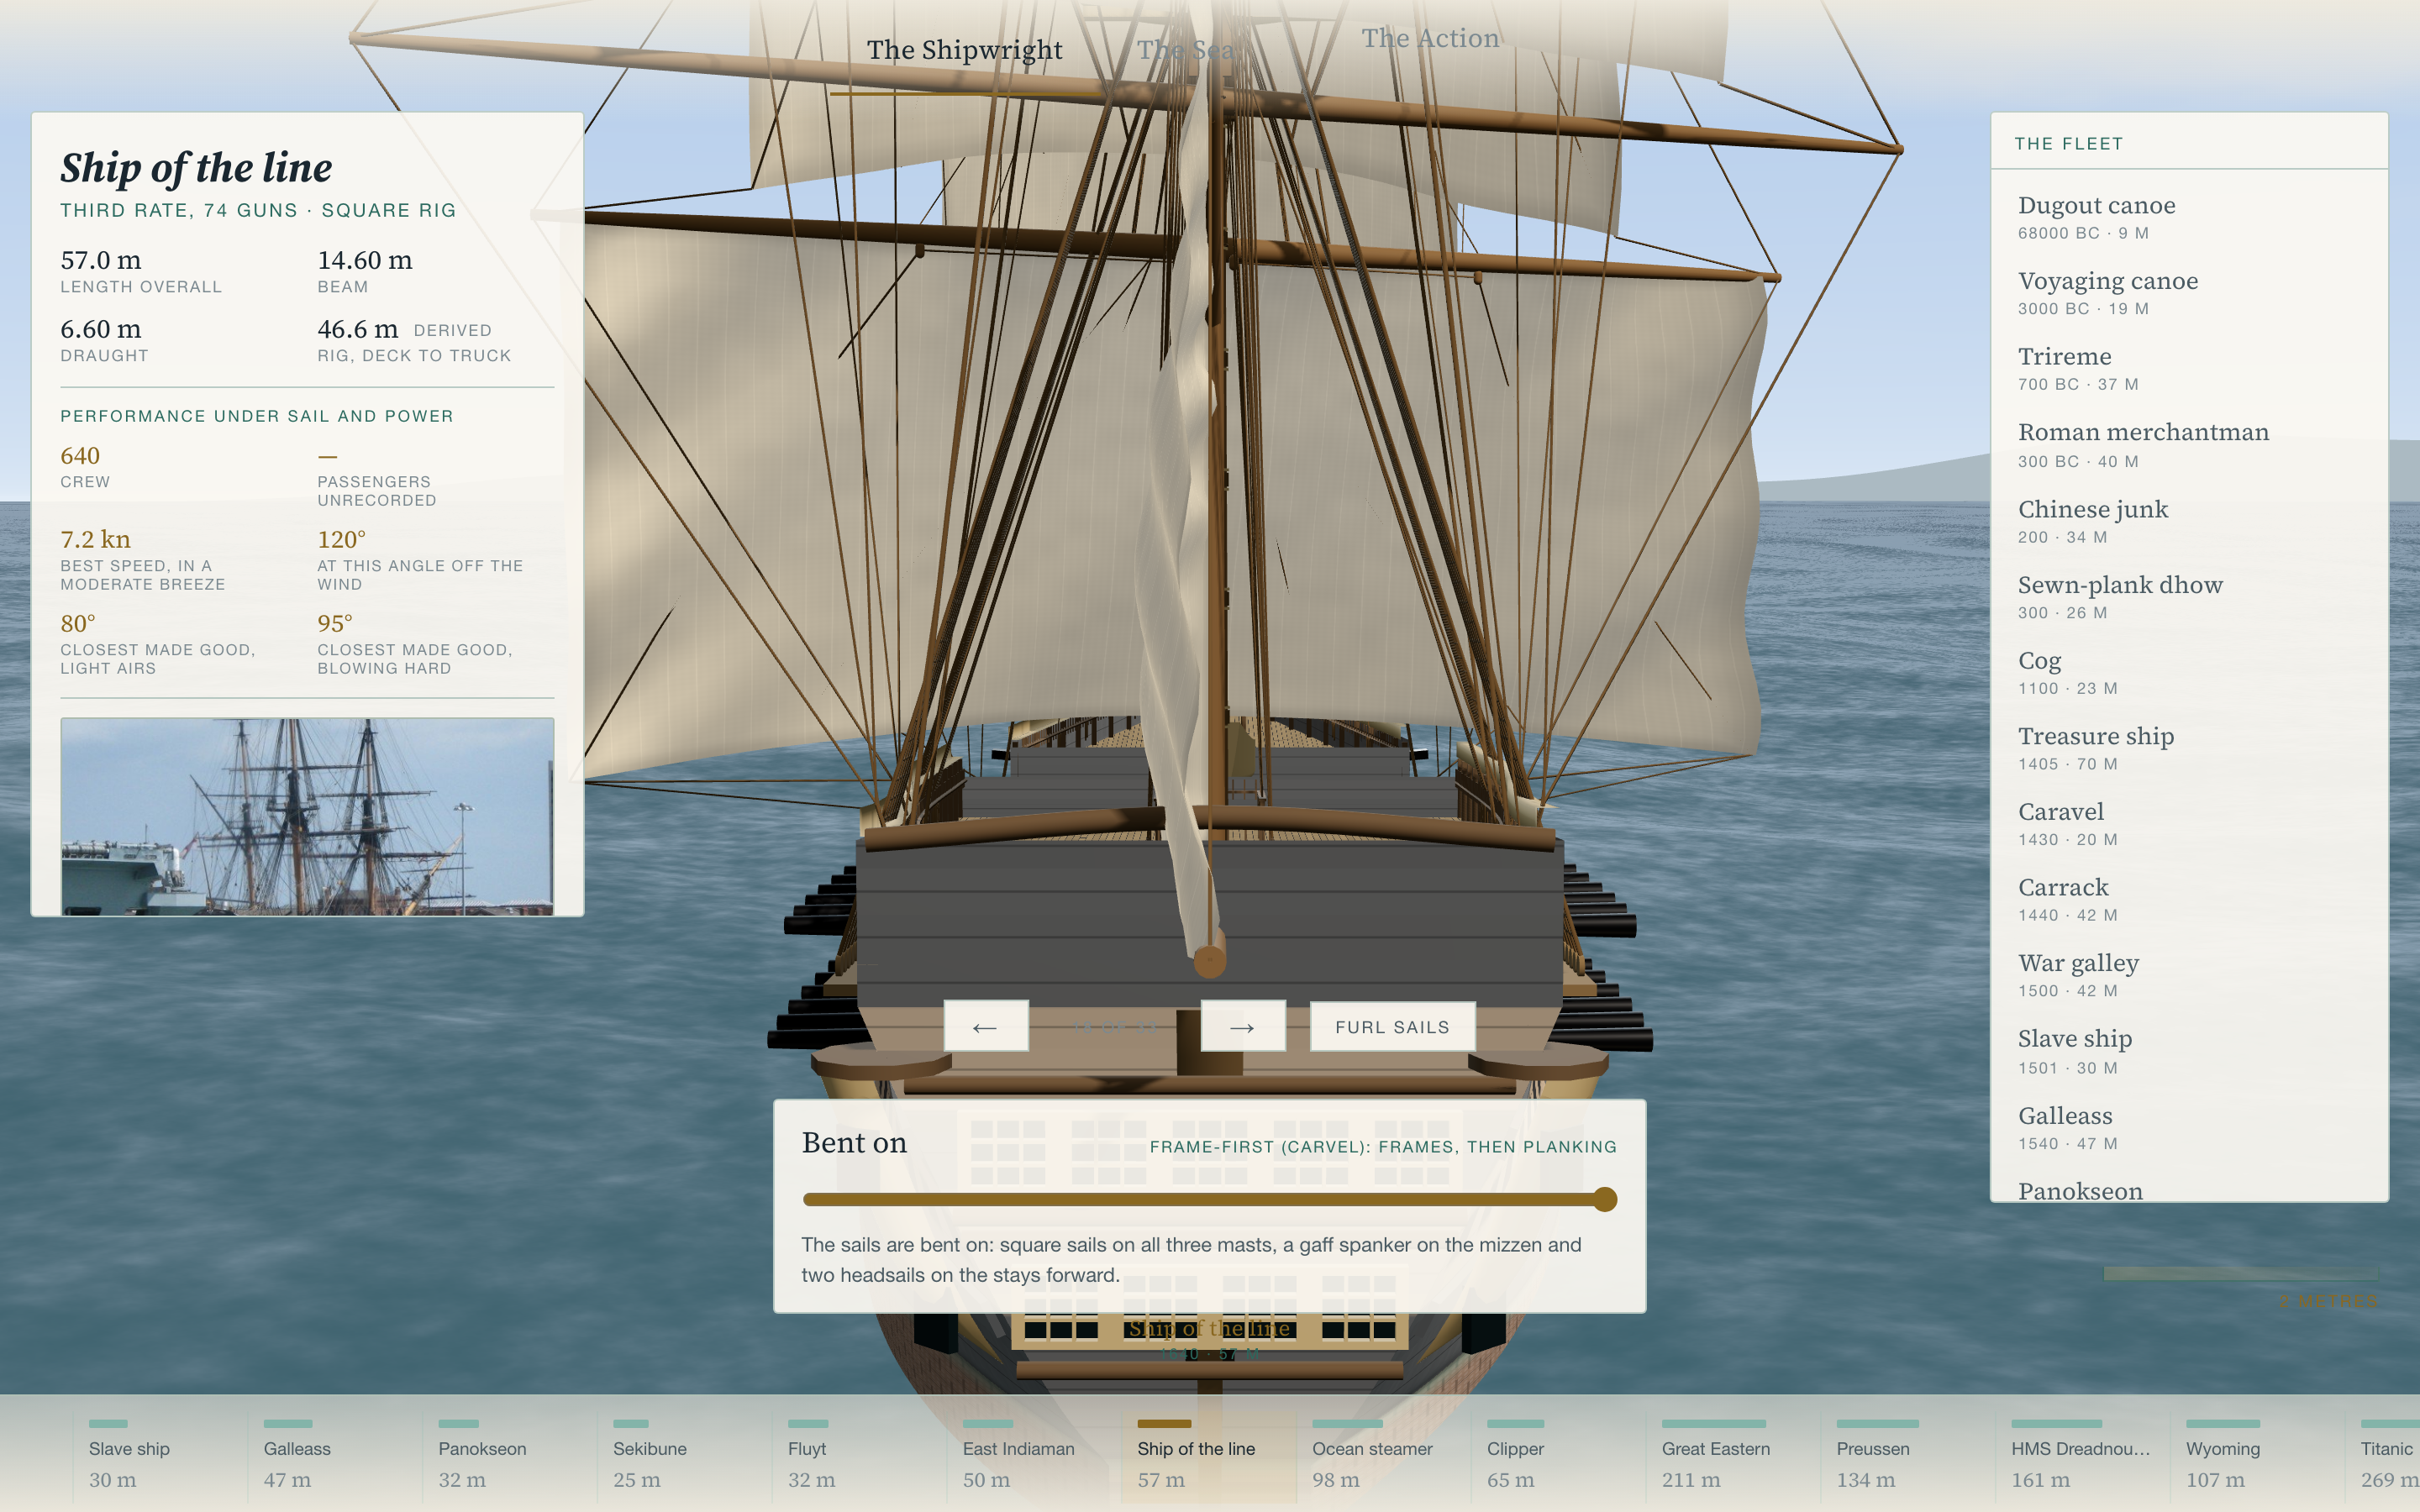 The Shipwright
The Sea
The Action
Ship of the line
THIRD RATE, 74 GUNS · SQUARE RIG
57.0 m
LENGTH OVERALL
14.60 m
BEAM
6.60 m
DRAUGHT
46.6 m DERIVED
RIG, DECK TO TRUCK
PERFORMANCE UNDER SAIL AND POWER
640
CREW
—
PASSENGERS
UNRECORDED
7.2 kn
BEST SPEED, IN A
MODERATE BREEZE
120°
AT THIS ANGLE OFF THE
WIND
80°
CLOSEST MADE GOOD,
LIGHT AIRS
95°
CLOSEST MADE GOOD,
BLOWING HARD
THE FLEET
Dugout canoe
68000 BC · 9 M
Voyaging canoe
3000 BC · 19 M
Trireme
700 BC · 37 M
Roman merchantman
300 BC · 40 M
Chinese junk
200 · 34 M
Sewn-plank dhow
300 · 26 M
Cog
1100 · 23 M
Treasure ship
1405 · 70 M
Caravel
1430 · 20 M
Carrack
1440 · 42 M
War galley
1500 · 42 M
Slave ship
1501 · 30 M
Galleass
1540 · 47 M
Panokseon
← →
FURL SAILS
Bent on
FRAME-FIRST (CARVEL): FRAMES, THEN PLANKING
The sails are bent on: square sails on all three masts, a gaff spanker on the mizzen and
two headsails on the stays forward.
2 METRES
Ship of the line
57 M
Slave ship
30 m
Galleass
47 m
Panokseon
32 m
Sekibune
25 m
Fluyt
32 m
East Indiaman
50 m
Ship of the line
57 m
Ocean steamer
98 m
Clipper
65 m
Great Eastern
211 m
Preussen
134 m
HMS Dreadnou…
161 m
Wyoming
107 m
Titanic
269 m